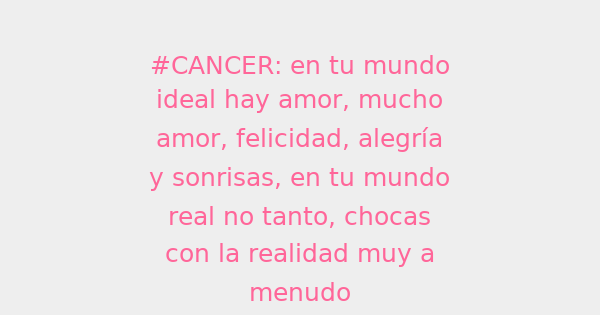 #CANCER: en tu mundo
ideal hay amor, mucho
amor, felicidad, alegría
y sonrisas, en tu mundo
real no tanto, chocas
con la realidad muy a
menudo